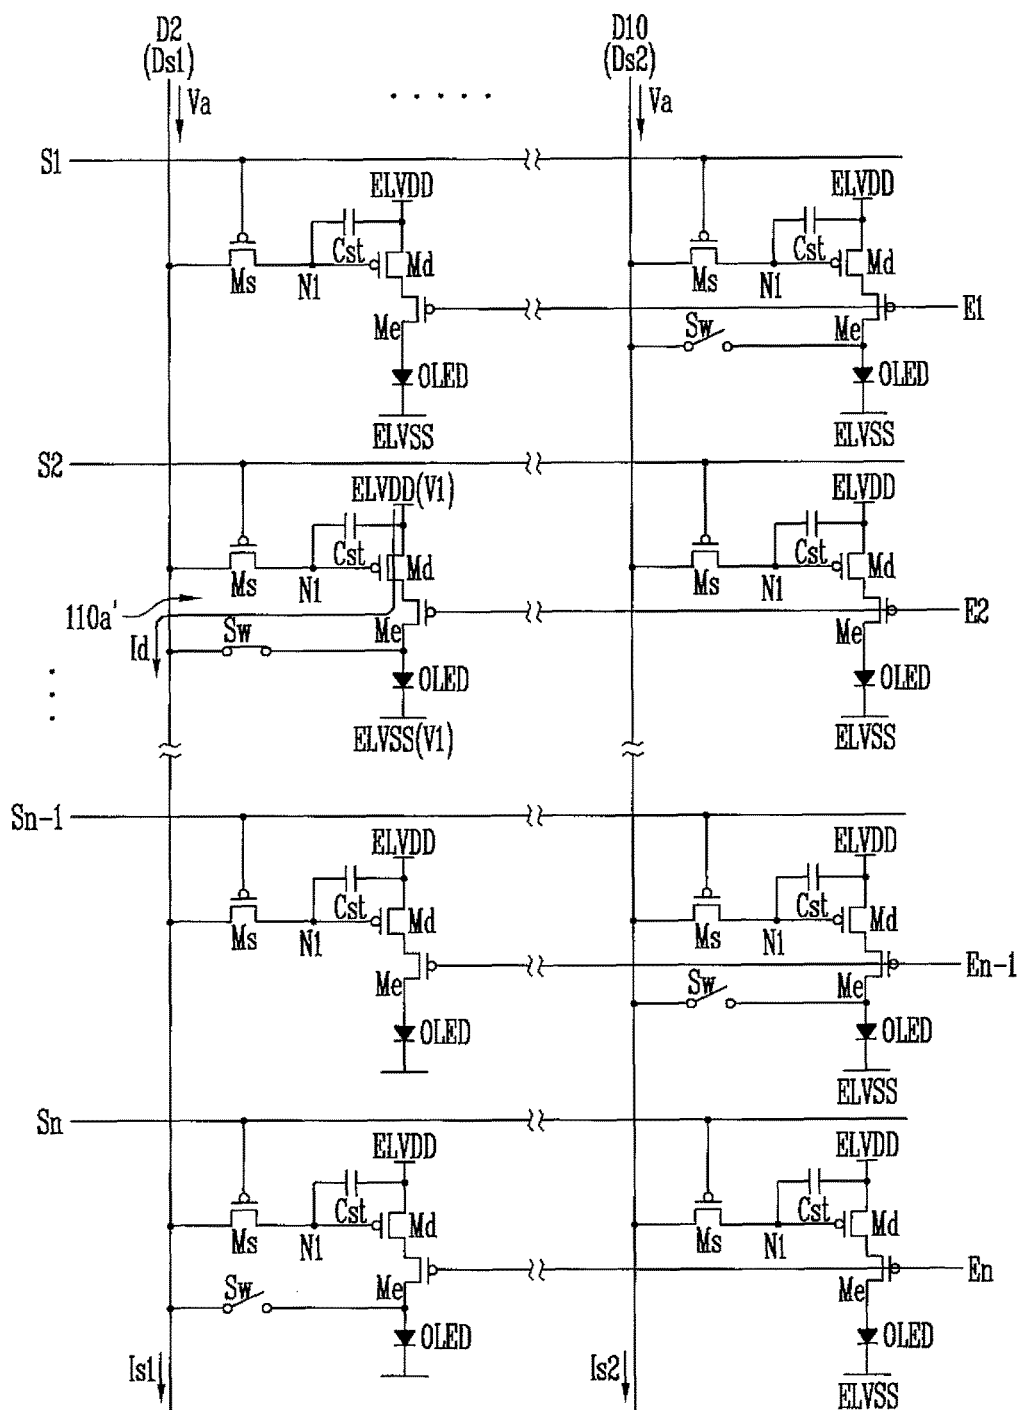 D2
(Ds1)
D10
(Ds2)
. . . . .
Va
Va
S1
ELVDD
ELVDD
Cst
Cst
Ms
N1
Md
Ms
N1
Md
Me
Sw
Me
E1
OLED
OLED
ELVSS
ELVSS
S2
ELVDD(V1)
ELVDD
Cst
Cst
Ms
N1
Md
Ms
N1
Md
110a'
Id
Sw
Me
Me
E2
OLED
OLED
ELVSS(V1)
ELVSS
Sn-1
ELVDD
ELVDD
Cst
Cst
Ms
N1
Md
Ms
N1
Md
Me
Sw
Me
En-1
OLED
OLED
ELVSS
Sn
ELVDD
ELVDD
Cst
Cst
Ms
N1
Md
Ms
N1
Md
Sw
Me
Me
En
OLED
OLED
Is1
Is2
ELVSS